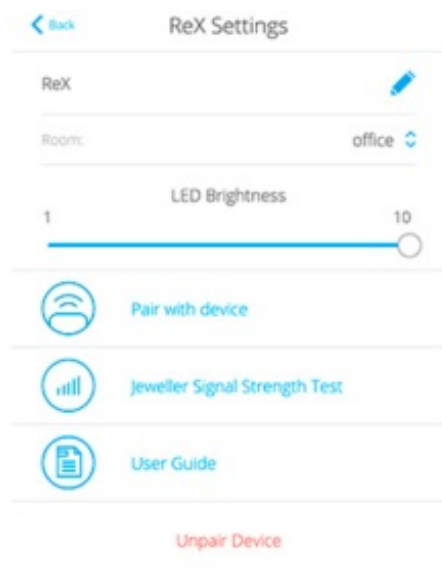 Back
ReX Settings
ReX
Room:
office
LED Brightness
1
10
Pair with device
Jeweller Signal Strength Test
User Guide
Unpair Device